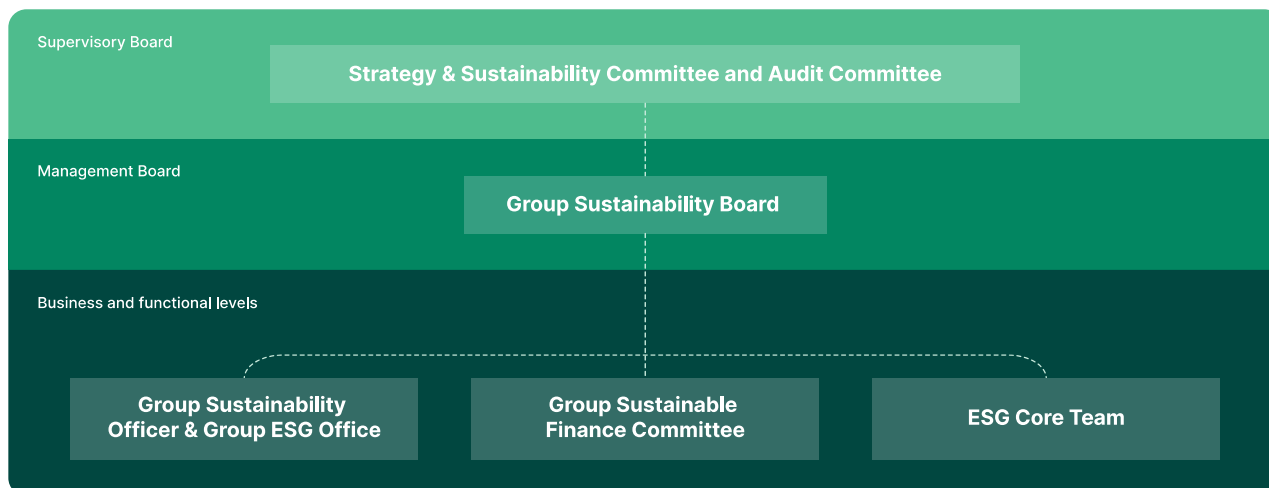 Supervisory Board
Strategy & Sustainability Committee and Audit Committee
Management Board
Group Sustainability Board
Business and functional levels
Group Sustainability
Officer & Group ESG Office
Group Sustainable
Finance Committee
ESG Core Team